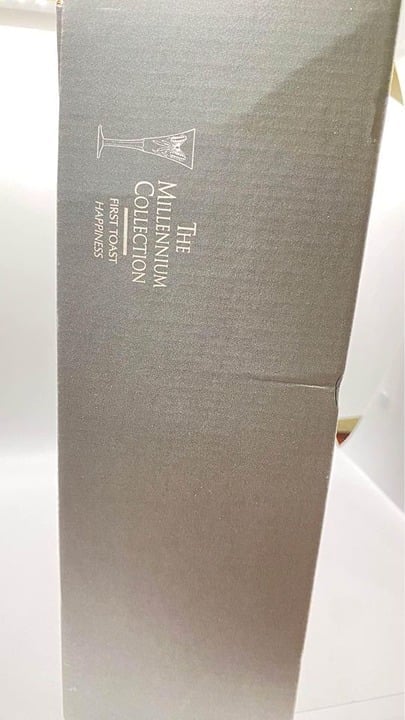 THE
MILLENNIUM
COLLECTION
FIRST TOAST
HAPPINESS